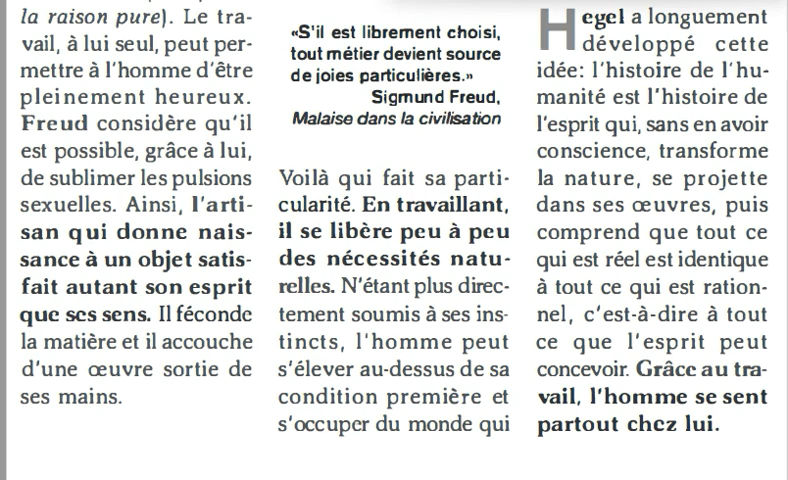 la raison pure). Le tra-
vail, à lui seul, peut per-
mettre à l'homme d'être
pleinement heureux.
Freud considère qu'il
est possible, grâce à lui,
de sublimer les pulsions
sexuelles. Ainsi, l'arti-
san qui donne nais-
sance à un objet satis-
fait autant son esprit
que ses sens. Il féconde
la matière et il accouche
d'une œuvre sortie de
ses mains.
«S'il est librement choisi,
tout métier devient source
de joies particulières.»
Sigmund Freud,
Malaise dans la civilisation
Voilà qui fait sa parti-
cularité. En travaillant,
il se libère peu à peu
des nécessités natu-
relles. N'étant plus direc-
tement soumis à ses ins-
tincts, l'homme peut
s'élever au-dessus de sa
condition première et
s'occuper du monde qui
Hegel a longuement
développé cette
idée: l'histoire de l'hu-
manité est l'histoire de
l'esprit qui, sans en avoir
conscience, transforme
la nature, se projette
dans ses œuvres, puis
comprend que tout ce
qui est réel est identique
à tout ce qui est ration-
nel, c'est-à-dire à tout
ce que l'esprit peut
concevoir. Grâce au tra-
vail, l'homme se sent
partout chez lui.